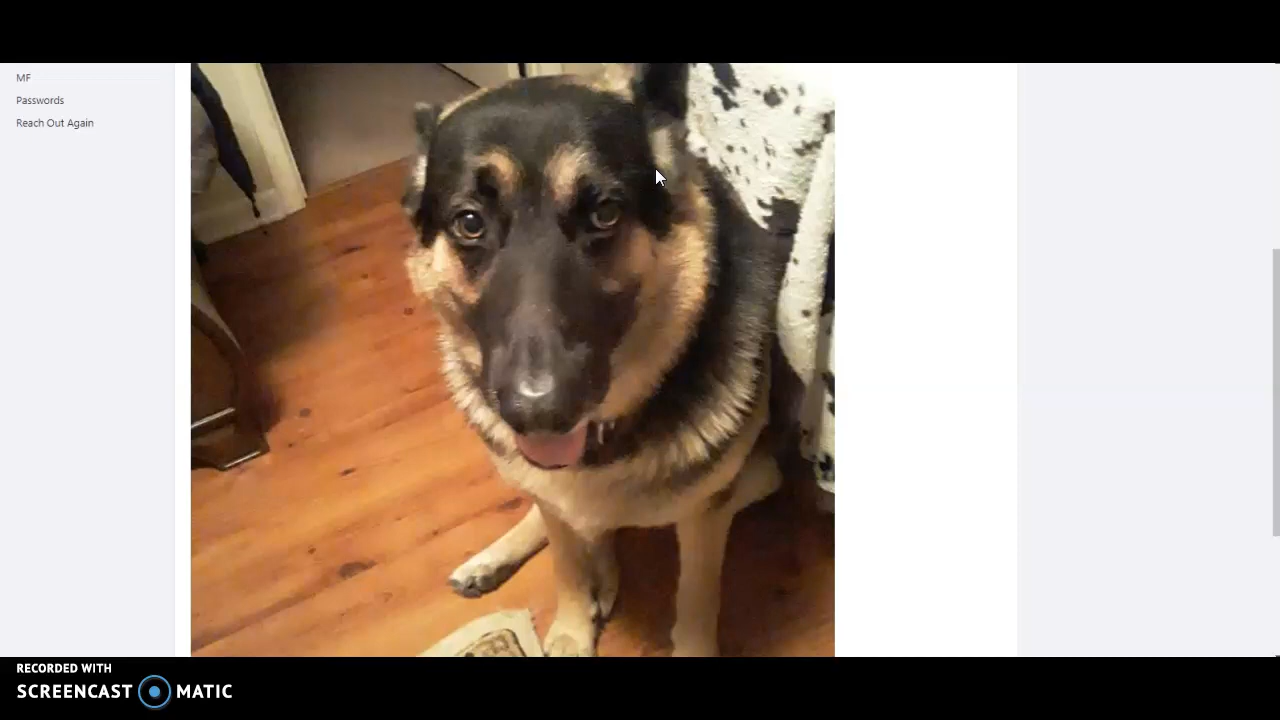 MF
Passwords
Reach Out Again
RECORDED WITH
SCREENCAST MATIC